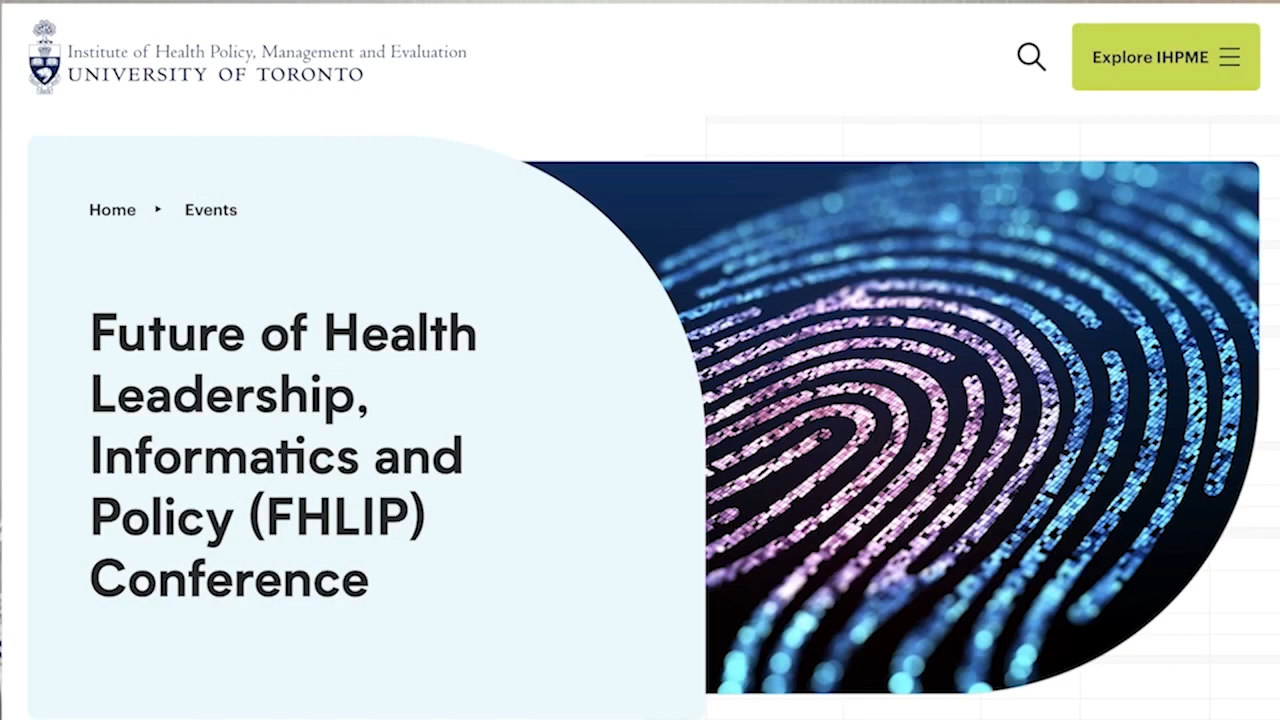 Institute of Health Policy, Management and Evaluation
UNIVERSITY OF TORONTO
Explore IHPME
Home ▸ Events
Future of Health
Leadership,
Informatics and
Policy (FHLIP)
Conference